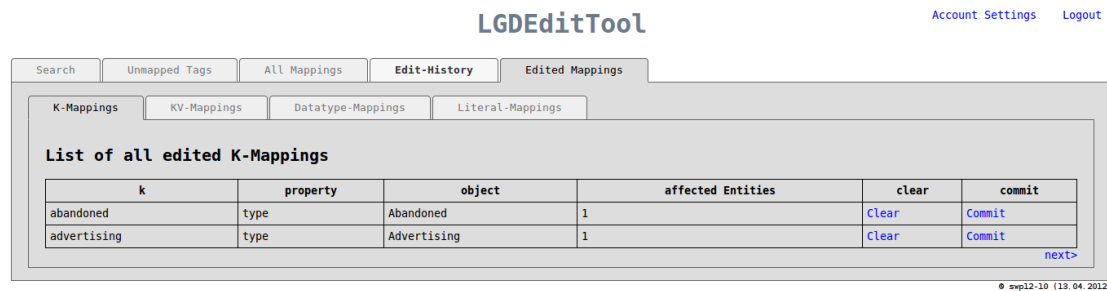 LGDEditTool
Account Settings Logout
Search Unmapped Tags All Mappings Edit-History Edited Mappings
K-Mappings KV-Mappings Datatype-Mappings Literal-Mappings
List of all edited K-Mappings
k property object affected Entities clear commit
abandoned type Abandoned 1 Clear Commit
advertising type Advertising 1 Clear Commit
next>
© swp12-10 (13.04.2012